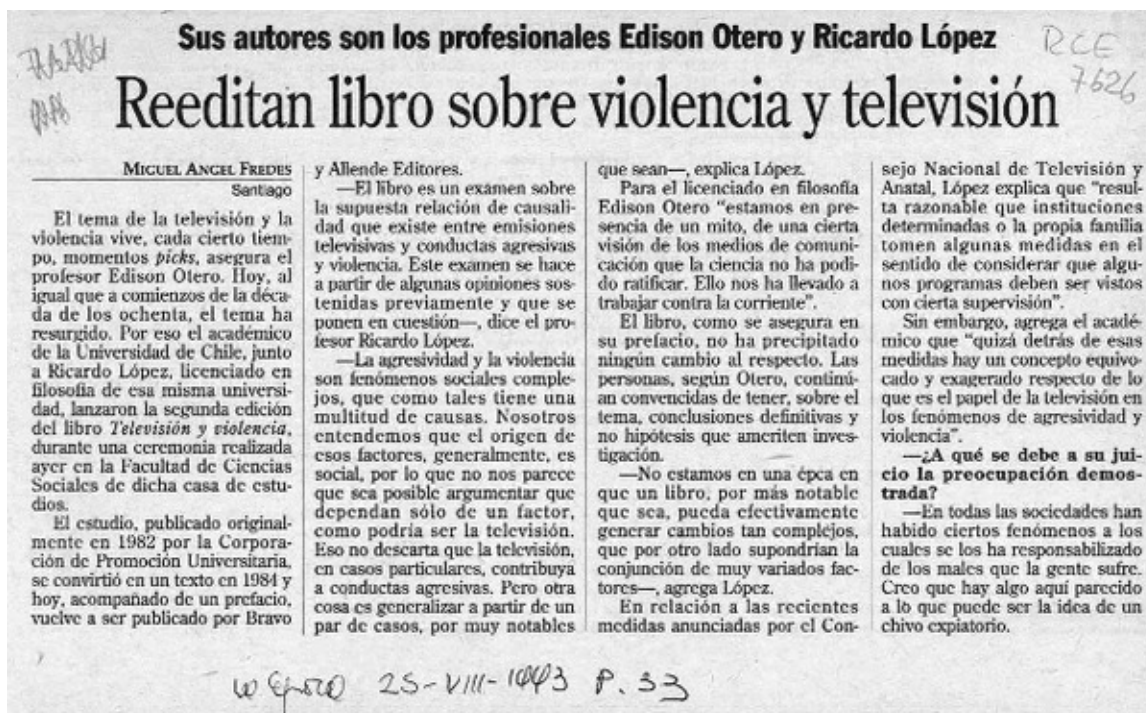 Sus autores son los profesionales Edison Otero y Ricardo López
RCE
7626
Reeditan libro sobre violencia y televisión
MIGUEL ANGEL FREDES
Santiago
El tema de la televisión y la
violencia vive, cada cierto tiem-
po, momentos picks, asegura el
profesor Edison Otero. Hoy, al
igual que a comienzos de la déca-
da de los ochenta, el tema ha
resurgido. Por eso el académico
de la Universidad de Chile, junto
a Ricardo López, licenciado en
filosofía de esa misma universi-
dad, lanzaron la segunda edición
del libro Televisión y violencia,
durante una ceremonia realizada
ayer en la Facultad de Ciencias
Sociales de dicha casa de estu-
dios.
El estudio, publicado original-
mente en 1982 por la Corpora-
ción de Promoción Universitaria,
se convirtió en un texto en 1984 y
hoy, acompañado de un prefacio,
vuelve a ser publicado por Bravo
y Allende Editores.
—El libro es un examen sobre
la supuesta relación de causali-
dad que existe entre emisiones
televisivas y conductas agresivas
y violencia. Este examen se hace
a partir de algunas opiniones sos-
tenidas previamente y que se
ponen en cuestión—, dice el pro-
fesor Ricardo López.
—La agresividad y la violencia
son fenómenos sociales comple-
jos, que como tales tiene una
multitud de causas. Nosotros
entendemos que el origen de
esos factores, generalmente, es
social, por lo que no nos parece
que sea posible argumentar que
dependan sólo de un factor,
como podría ser la televisión.
Eso no descarta que la televisión,
en casos particulares, contribuya
a conductas agresivas. Pero otra
cosa es generalizar a partir de un
par de casos, por muy notables
que sean—, explica López.
Para el licenciado en filosofía
Edison Otero “estamos en pre-
sencia de un mito, de una cierta
visión de los medios de comuni-
cación que la ciencia no ha podi-
do ratificar. Ello nos ha llevado a
trabajar contra la corriente”.
El libro, como se asegura en
su prefacio, no ha precipitado
ningún cambio al respecto. Las
personas, según Otero, continú-
an convencidas de tener, sobre el
tema, conclusiones definitivas y
no hipótesis que ameriten inves-
tigación.
—No estamos en una épca en
que un libro, por más notable
que sea, pueda efectivamente
generar cambios tan complejos,
que por otro lado supondrían la
conjunción de muy variados fac-
tores—, agrega López.
En relación a las recientes
medidas anunciadas por el Con-
sejo Nacional de Televisión y
Anatal, López explica que “resul-
ta razonable que instituciones
determinadas o la propia familia
tomen algunas medidas en el
sentido de considerar que algu-
nos programas deben ser vistos
con cierta supervisión”.
Sin embargo, agrega el acadé-
mico que “quizá detrás de esas
medidas hay un concepto equivo-
cado y exagerado respecto de lo
que es el papel de la televisión en
los fenómenos de agresividad y
violencia”.
—¿A qué se debe a su jui-
cio la preocupación demos-
trada?
—En todas las sociedades han
habido ciertos fenómenos a los
cuales se los ha responsabilizado
de los males que la gente sufre.
Creo que hay algo aquí parecido
a lo que puede ser la idea de un
chivo expiatorio.
25-VIII-1993 P. 33